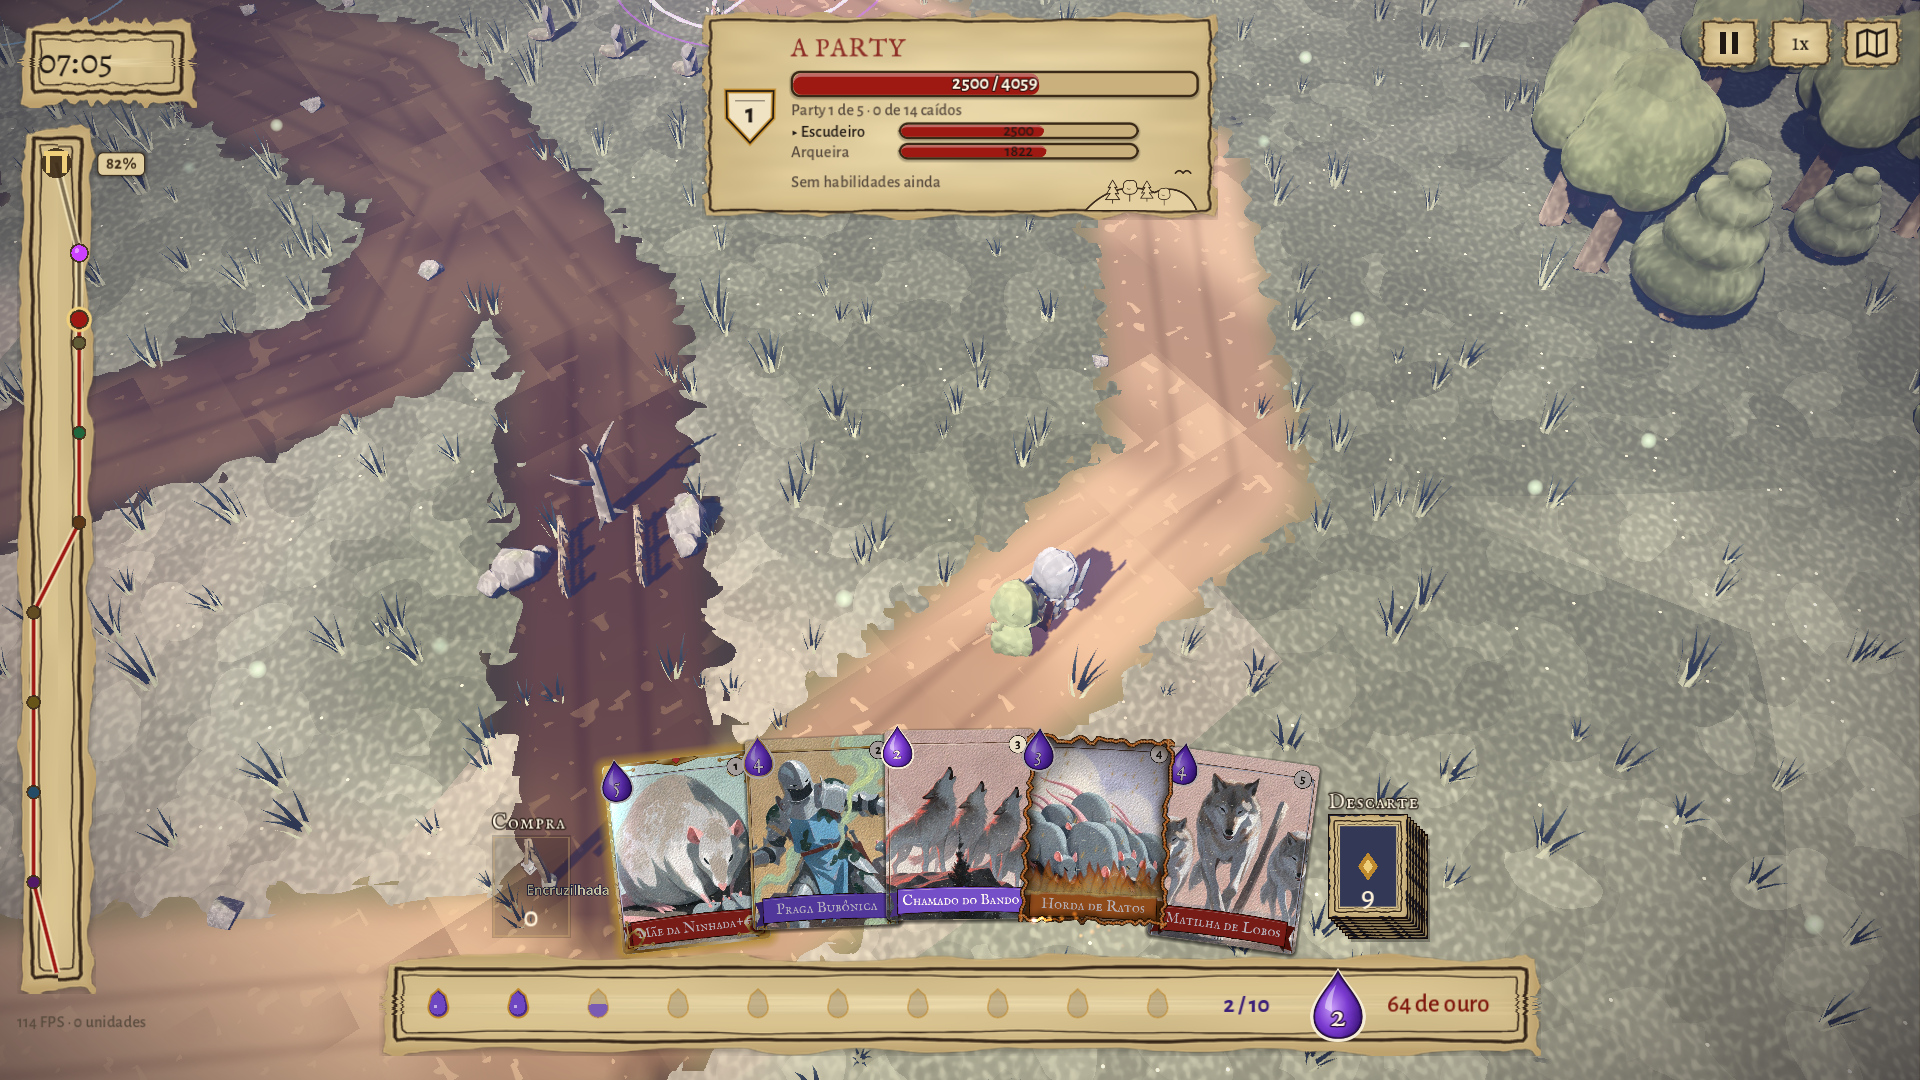 07:05
82%
A PARTY
2500 / 4059
1
Party 1 de 5 · 0 de 14 caídos
▸ Escudeiro 2500
Arqueira 1822
Sem habilidades ainda
1x
Compra
Encruzilhada
0
5 1
Mãe da Ninhada+
4 2
Praga Bubônica
2 3
Chamado do Bando
3 4
Horda de Ratos
4 5
Matilha de Lobos
Descarte
9
2 / 10
2
64 de ouro
114 FPS · 0 unidades